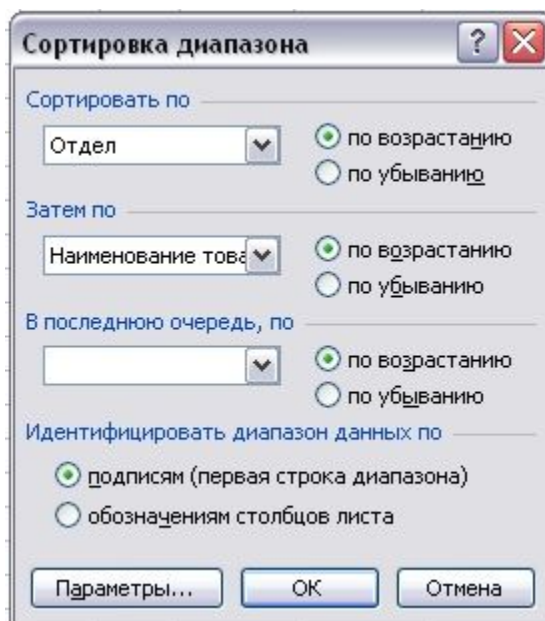 Сортировка диапазона
Сортировать по
Отдел
по возрастанию
по убыванию
Затем по
Наименование това
по возрастанию
по убыванию
В последнюю очередь, по
по возрастанию
по убыванию
Идентифицировать диапазон данных по
подписям (первая строка диапазона)
обозначениям столбцов листа
Параметры... ОК Отмена